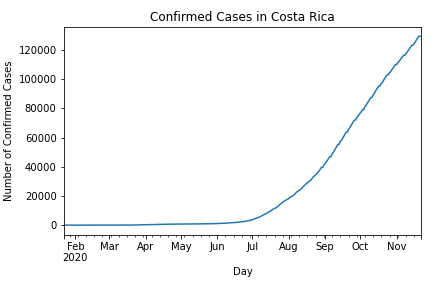 Confirmed Cases in Costa Rica
Number of Confirmed Cases
120000
100000
80000
60000
40000
20000
0
Feb Mar Apr May Jun Jul Aug Sep Oct Nov
2020
Day